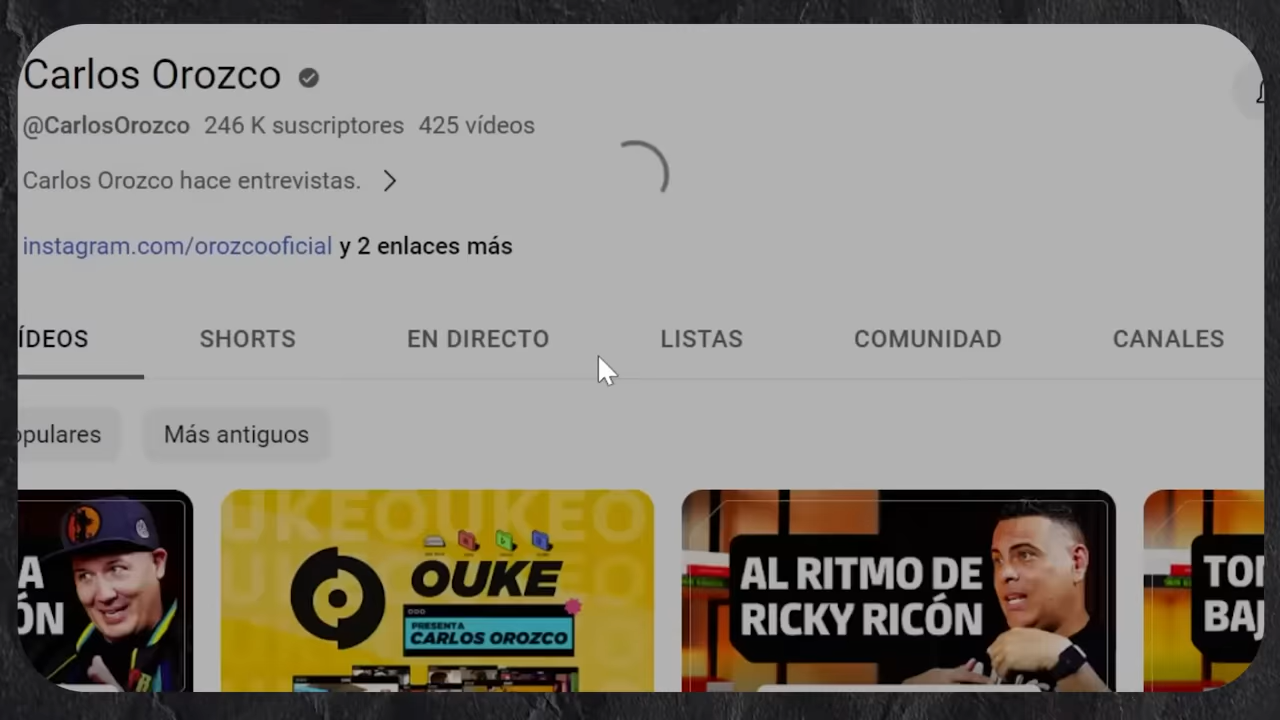 Carlos Orozco
@CarlosOrozco 246 K suscriptores 425 vídeos
Carlos Orozco hace entrevistas.
instagram.com/orozcooficial y 2 enlaces más
ÍDEOS SHORTS EN DIRECTO LISTAS COMUNIDAD CANALES
opulares Más antiguos
A
ÓN
UKEOUKEO
OUKE
PRESENTA
CARLOS OROZCO
AL RITMO DE
RICKY RICÓN
TO
BAJ